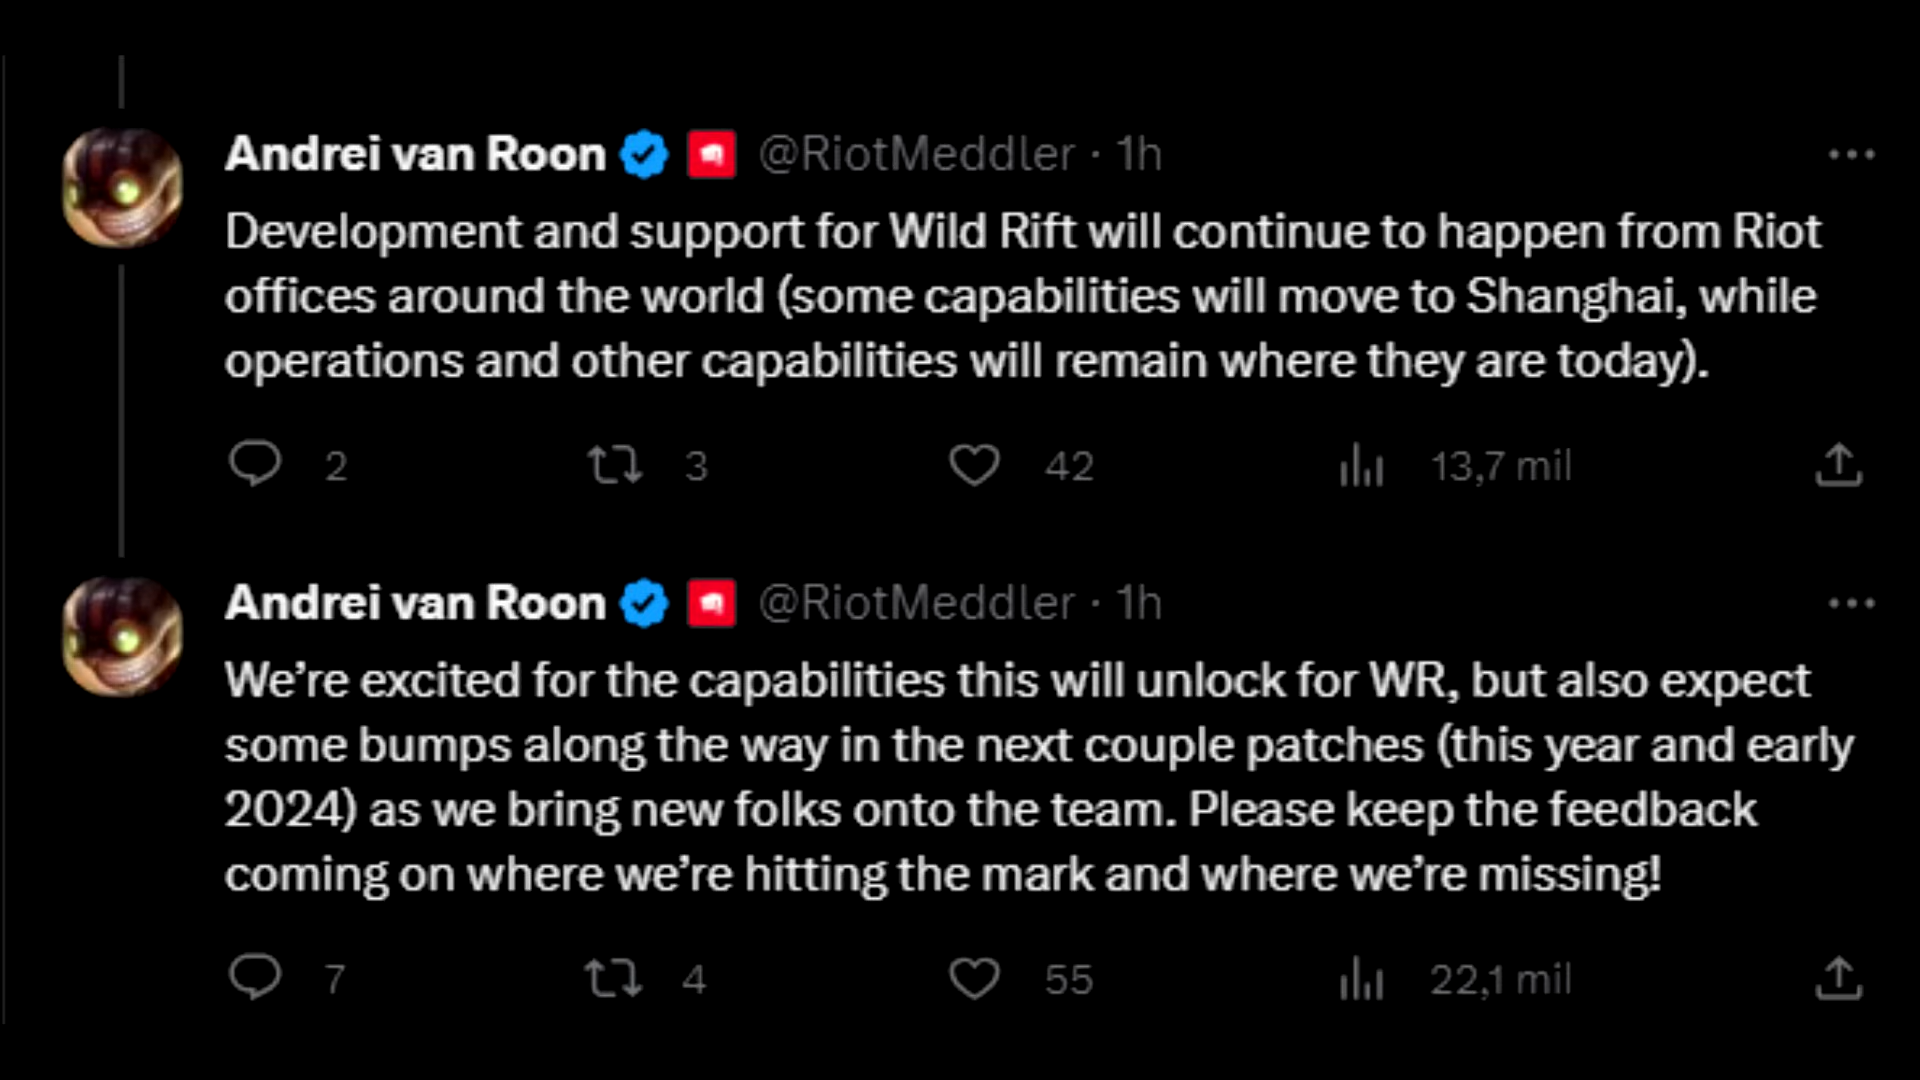 Andrei van Roon @RiotMeddler · 1h
Development and support for Wild Rift will continue to happen from Riot
offices around the world (some capabilities will move to Shanghai, while
operations and other capabilities will remain where they are today).
2 3 42 13,7 mil
Andrei van Roon @RiotMeddler · 1h
We’re excited for the capabilities this will unlock for WR, but also expect
some bumps along the way in the next couple patches (this year and early
2024) as we bring new folks onto the team. Please keep the feedback
coming on where we’re hitting the mark and where we’re missing!
7 4 55 22,1 mil